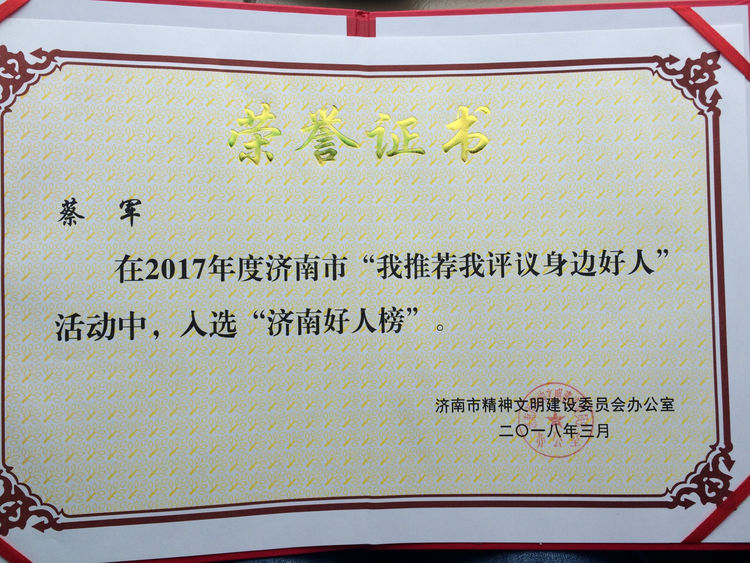 荣誉证书
蔡军
在2017年度济南市“我推荐我评议身边好人”
活动中，入选“济南好人榜”。
济南市精神文明建设委员会办公室
二〇一八年三月